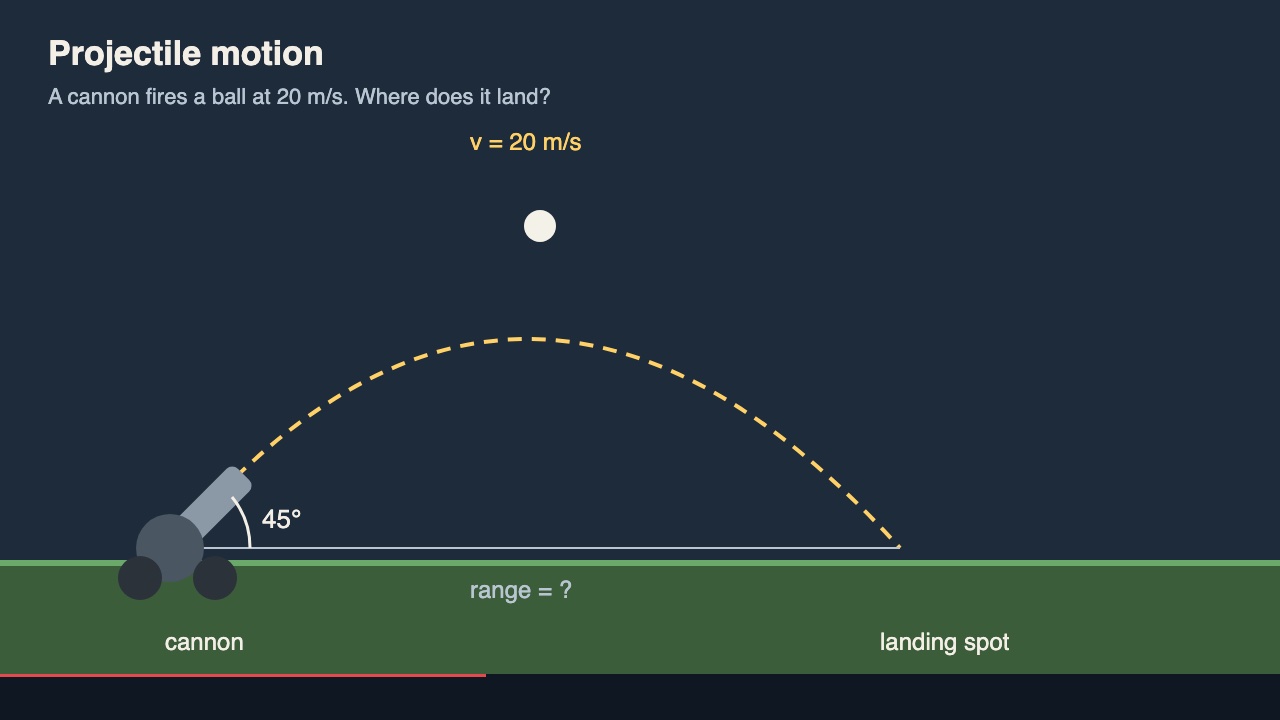 Projectile motion
A cannon fires a ball at 20 m/s. Where does it land?
v = 20 m/s
45°
range = ?
cannon
landing spot